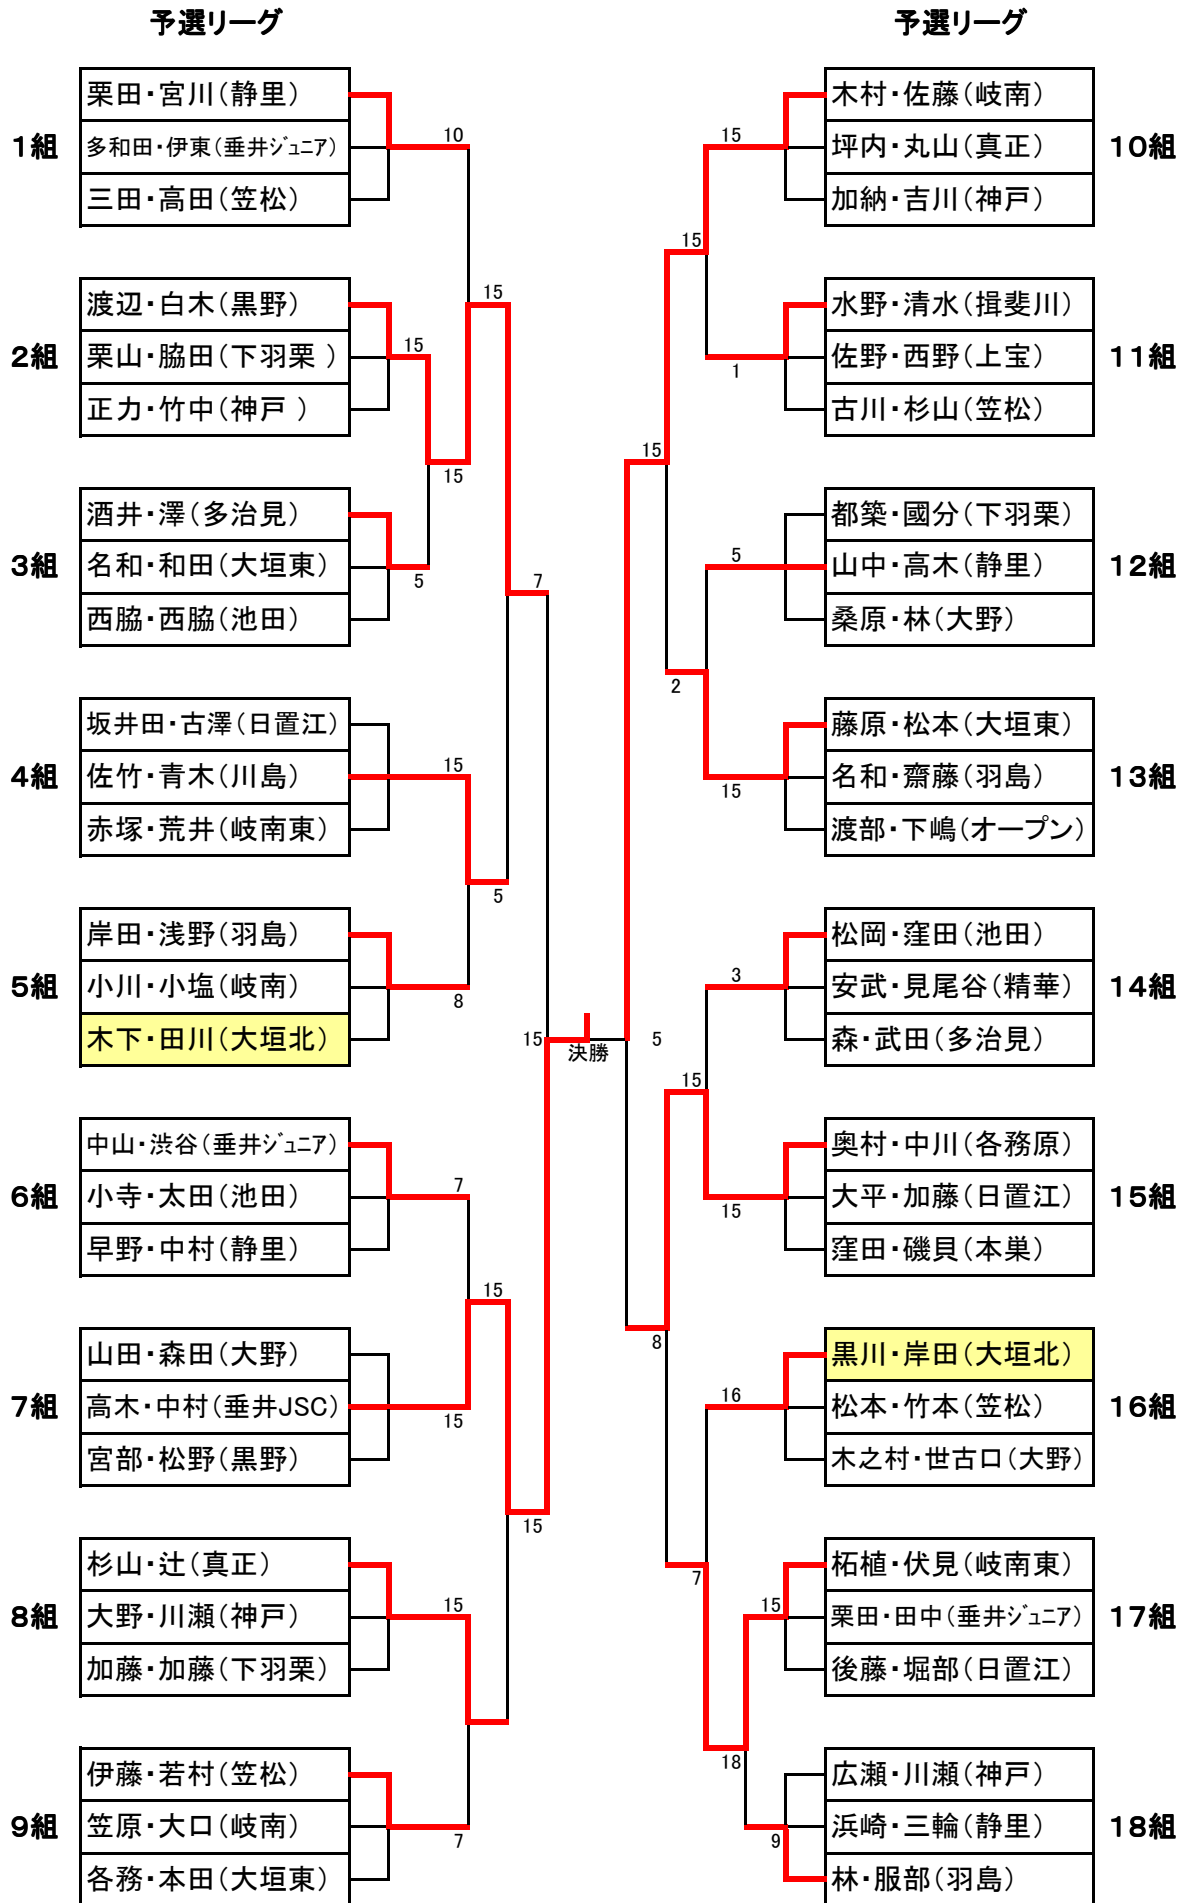 予選リーグ
1組
栗田・宮川(静里)
多和田・伊東(垂井ジュニア)
三田・高田(笠松)
10
2組
渡辺・白木(黒野)
栗山・脇田(下羽栗 )
正力・竹中(神戸 )
15
15
15
3組
酒井・澤(多治見)
名和・和田(大垣東)
西脇・西脇(池田)
5
7
4組
坂井田・古澤(日置江)
佐竹・青木(川島)
赤塚・荒井(岐南東)
15
5
5組
岸田・浅野(羽島)
小川・小塩(岐南)
木下・田川(大垣北)
8
15
決勝
5
6組
中山・渋谷(垂井ジュニア)
小寺・太田(池田)
早野・中村(静里)
7
15
7組
山田・森田(大野)
高木・中村(垂井JSC)
宮部・松野(黒野)
15
15
8組
杉山・辻(真正)
大野・川瀬(神戸)
加藤・加藤(下羽栗)
15
9組
伊藤・若村(笠松)
笠原・大口(岐南)
各務・本田(大垣東)
7
予選リーグ
木村・佐藤(岐南)
坪内・丸山(真正)
加納・吉川(神戸)
10組
15
15
水野・清水(揖斐川)
佐野・西野(上宝)
古川・杉山(笠松)
11組
1
15
都築・國分(下羽栗)
山中・高木(静里)
桑原・林(大野)
12組
5
2
藤原・松本(大垣東)
名和・齋藤(羽島)
渡部・下嶋(オープン)
13組
15
松岡・窪田(池田)
安武・見尾谷(精華)
森・武田(多治見)
14組
3
15
奥村・中川(各務原)
大平・加藤(日置江)
窪田・磯貝(本巣)
15組
15
8
黒川・岸田(大垣北)
松本・竹本(笠松)
木之村・世古口(大野)
16組
16
7
柘植・伏見(岐南東)
栗田・田中(垂井ジュニア)
後藤・堀部(日置江)
17組
15
18
広瀬・川瀬(神戸)
浜崎・三輪(静里)
林・服部(羽島)
18組
9